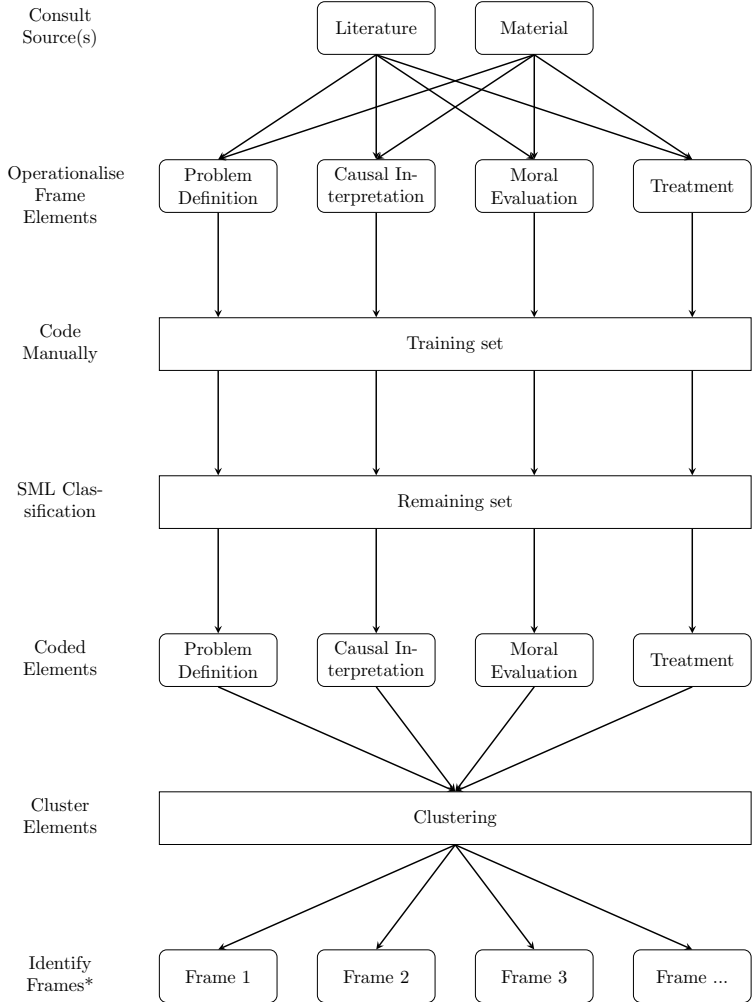 Consult
Source(s)
Literature
Material
Operationalise
Frame
Elements
Problem
Definition
Causal In-
terpretation
Moral
Evaluation
Treatment
Code
Manually
Training set
SML Clas-
sification
Remaining set
Coded
Elements
Problem
Definition
Causal In-
terpretation
Moral
Evaluation
Treatment
Cluster
Elements
Clustering
Identify
Frames*
Frame 1
Frame 2
Frame 3
Frame ...